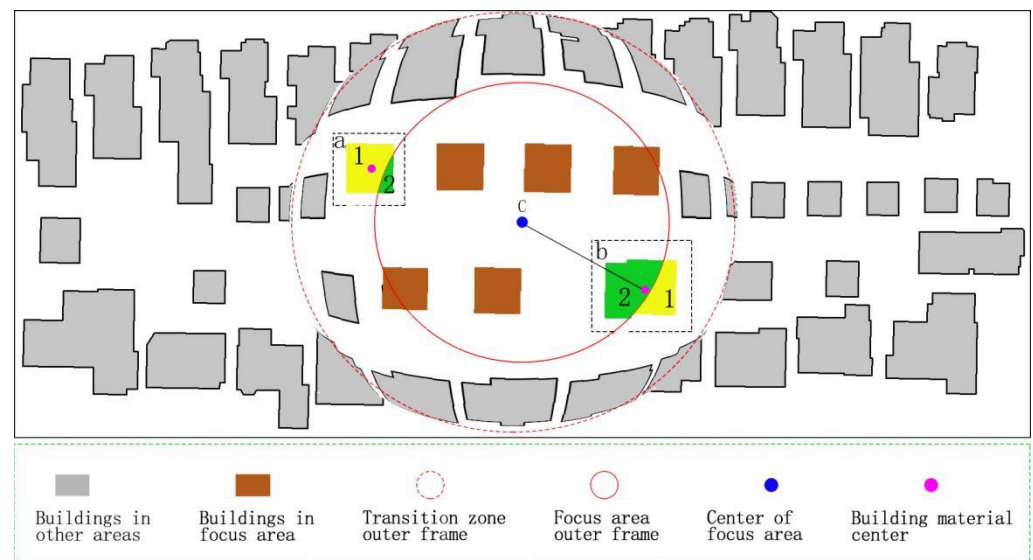 a
1
2
C
b
2
1
Buildings in
other areas
Buildings in
focus area
Transition zone
outer frame
Focus area
outer frame
Center of
focus area
Building material
center